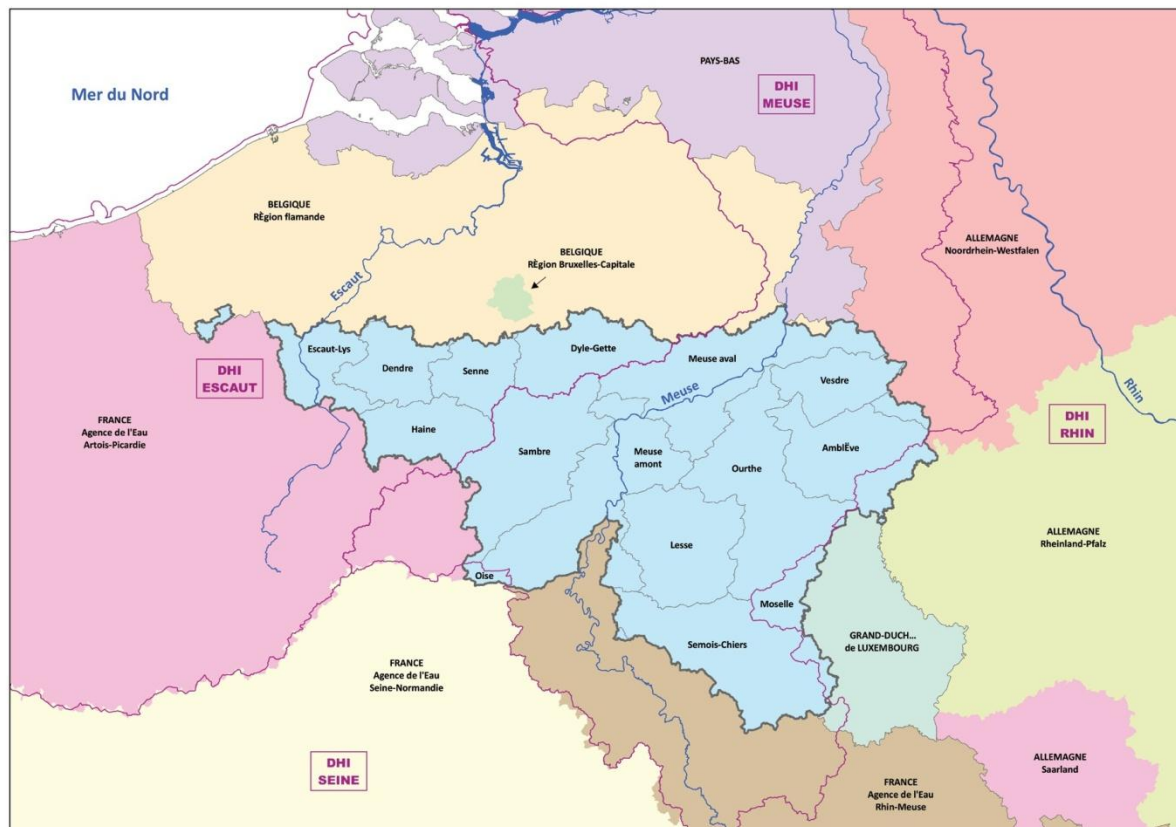 PAYS-BAS
DHI
MEUSE
Mer du Nord
BELGIQUE
RÈgion flamande
ALLEMAGNE
Noordrhein-Westfalen
BELGIQUE
RÈgion Bruxelles-Capitale
Escaut
Escaut-Lys
Dyle-Gette
Meuse aval
Dendre
Senne
Vesdre
DHI
ESCAUT
Meuse
Rhin
FRANCE
Agence de l'Eau
Artois-Picardie
DHI
RHIN
Haine
Sambre
Meuse
amont
Ourthe
AmblËve
ALLEMAGNE
Rheinland-Pfalz
Lesse
Oise
Moselle
GRAND-DUCH...
de LUXEMBOURG
Semois-Chiers
FRANCE
Agence de l'Eau
Seine-Normandie
DHI
SEINE
ALLEMAGNE
Saarland
FRANCE
Agence de l'Eau
Rhin-Meuse